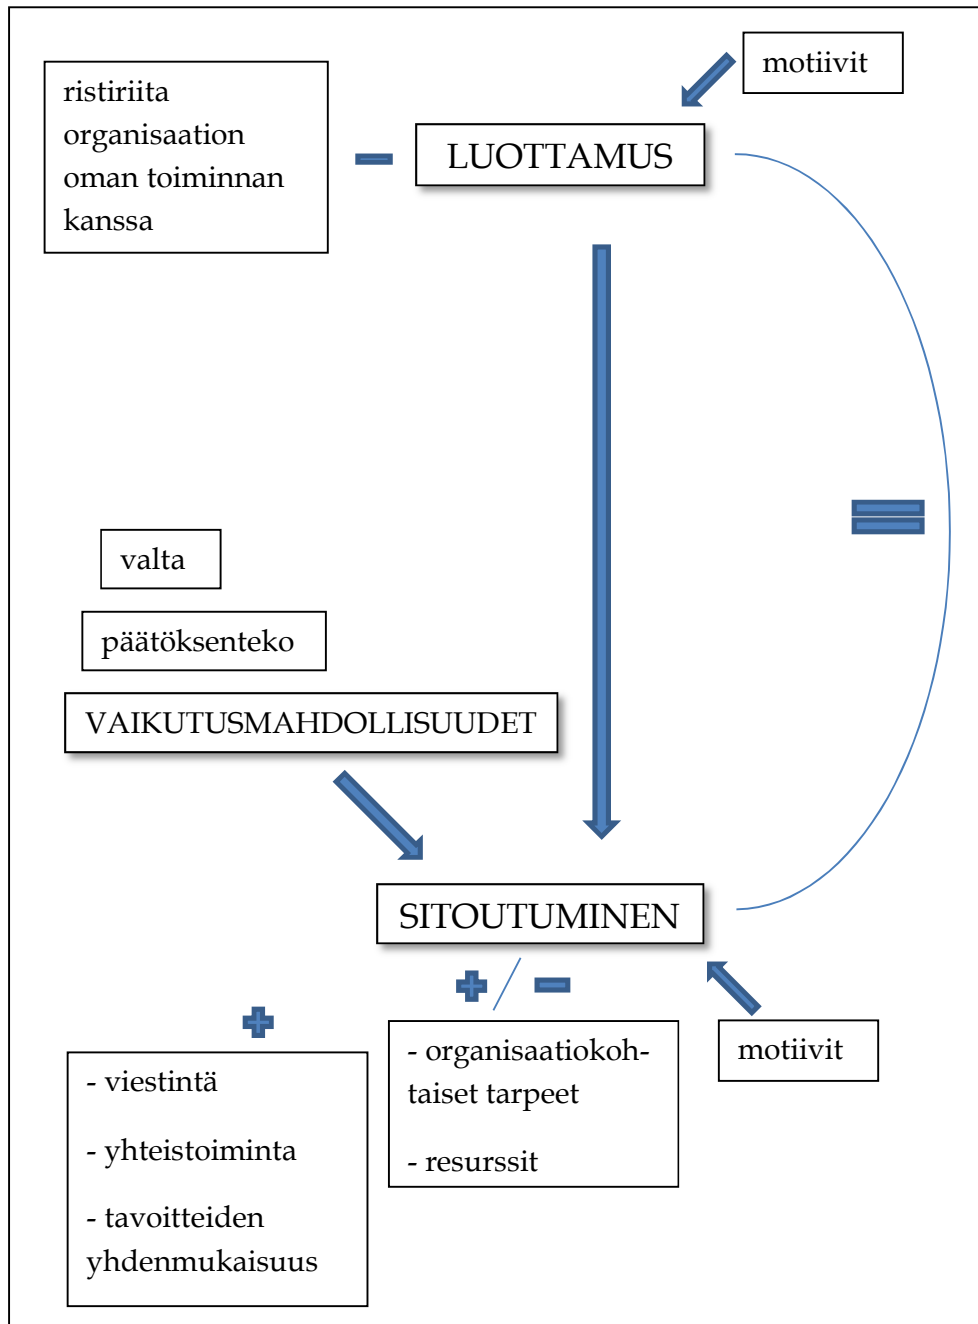 motiivit
ristiriita
organisaation
oman toiminnan
kanssa
LUOTTAMUS
valta
päätöksenteko
VAIKUTUSMAHDOLLISUUDET
SITOUTUMINEN
- viestintä
- yhteistoiminta
- tavoitteiden
yhdenmukaisuus
- organisaatiokoh-
taiset tarpeet
- resurssit
motiivit